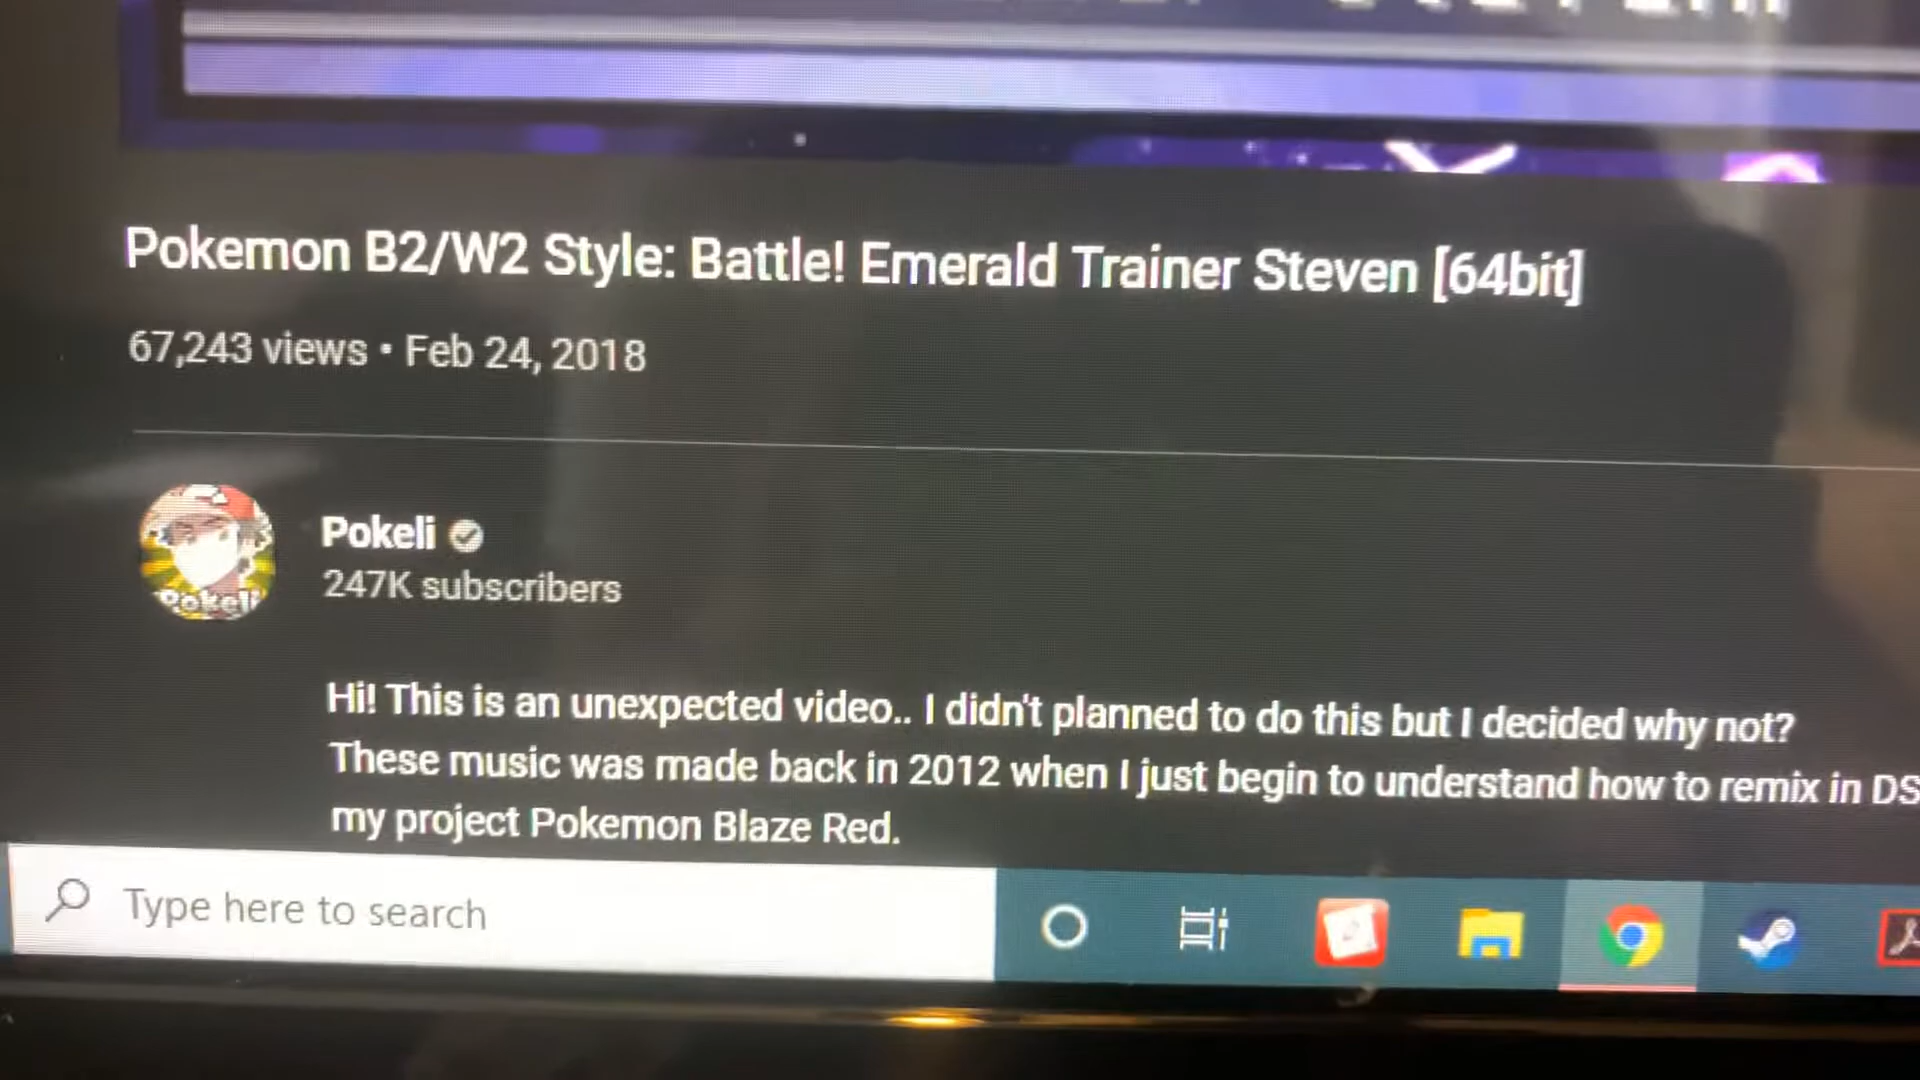 Pokemon B2/W2 Style: Battle! Emerald Trainer Steven [64bit]
67,243 views • Feb 24, 2018
Pokeli
247K subscribers
Pokeli
Hi! This is an unexpected video.. I didn't planned to do this but I decided why not?
These music was made back in 2012 when I just begin to understand how to remix in DS
my project Pokemon Blaze Red.
Type here to search